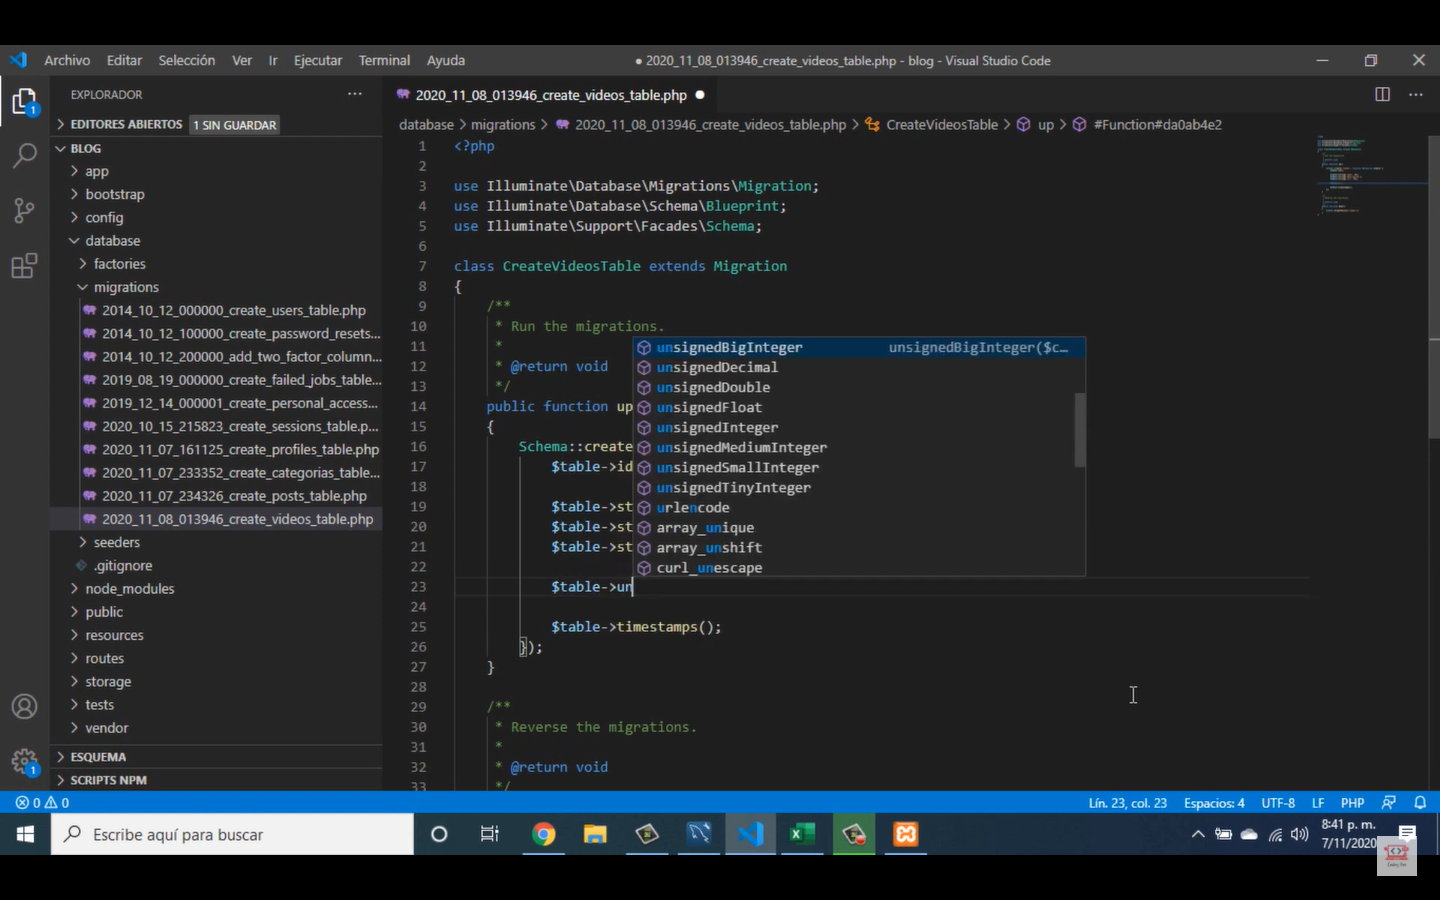 Archivo Editar Selección Ver Ir Ejecutar Terminal Ayuda
● 2020_11_08_013946_create_videos_table.php - blog - Visual Studio Code
EXPLORADOR
EDITORES ABIERTOS 1 SIN GUARDAR
BLOG
app
bootstrap
config
database
factories
migrations
2014_10_12_000000_create_users_table.php
2014_10_12_100000_create_password_resets...
2014_10_12_200000_add_two_factor_column...
2019_08_19_000000_create_failed_jobs_table...
2019_12_14_000001_create_personal_access...
2020_10_15_215823_create_sessions_table.p...
2020_11_07_161125_create_profiles_table.php
2020_11_07_233352_create_categorias_table...
2020_11_07_234326_create_posts_table.php
2020_11_08_013946_create_videos_table.php
seeders
.gitignore
node_modules
public
resources
routes
storage
tests
vendor
ESQUEMA
SCRIPTS NPM
1
1
2020_11_08_013946_create_videos_table.php ●
database > migrations > 2020_11_08_013946_create_videos_table.php > CreateVideosTable > up > #Function#da0ab4e2
1 <?php
2
3 use Illuminate\Database\Migrations\Migration;
4 use Illuminate\Database\Schema\Blueprint;
5 use Illuminate\Support\Facades\Schema;
6
7 class CreateVideosTable extends Migration
8 {
9 /**
10 * Run the migrations.
11 *
12 * @return void
13 */
14 public function up
15 {
16 Schema::create
17 $table->id
18
19 $table->st
20 $table->st
21 $table->st
22
23 $table->un
24
25 $table->timestamps();
26 });
27 }
28
29 /**
30 * Reverse the migrations.
31 *
32 * @return void
33 */
unsignedBigInteger unsignedBigInteger($c...
unsignedDecimal
unsignedDouble
unsignedFloat
unsignedInteger
unsignedMediumInteger
unsignedSmallInteger
unsignedTinyInteger
urlencode
array_unique
array_unshift
curl_unescape
0 0
Lín. 23, col. 23 Espacios: 4 UTF-8 LF PHP
Escribe aquí para buscar
8:41 p. m.
7/11/2020